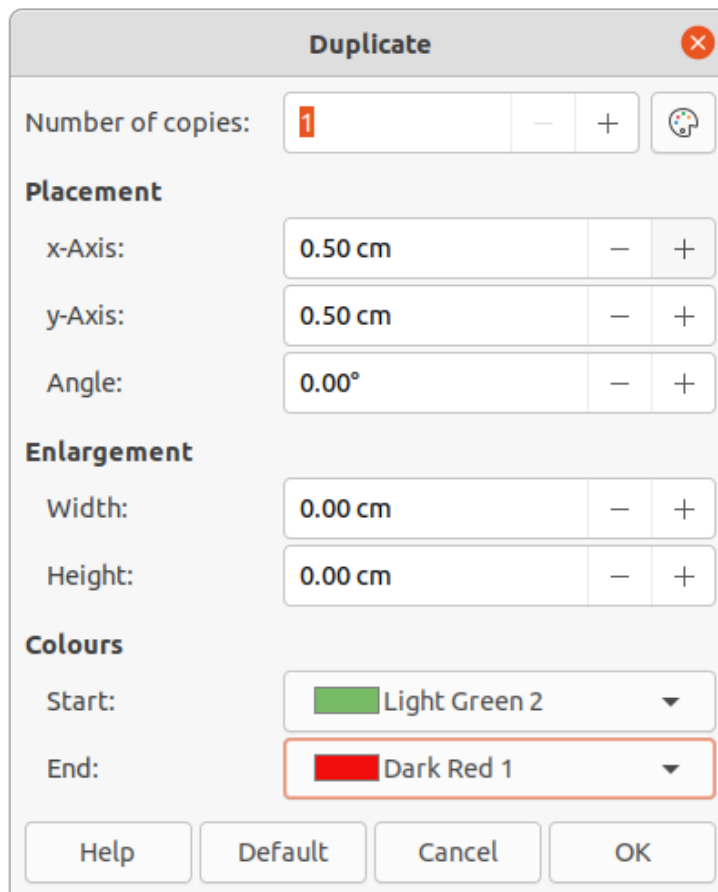 Duplicate
Number of copies: 1
Placement
x-Axis: 0.50 cm
y-Axis: 0.50 cm
Angle: 0.00°
Enlargement
Width: 0.00 cm
Height: 0.00 cm
Colours
Start: Light Green 2
End: Dark Red 1
Help Default Cancel OK